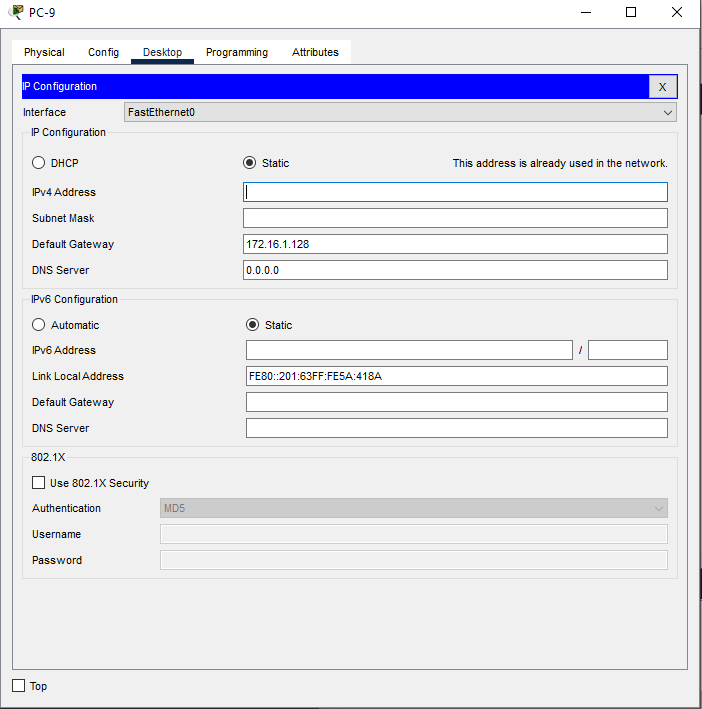 PC-9
Physical Config Desktop Programming Attributes
IP Configuration X
Interface FastEthernet0
IP Configuration
DHCP Static This address is already used in the network.
IPv4 Address
Subnet Mask
Default Gateway 172.16.1.128
DNS Server 0.0.0.0
IPv6 Configuration
Automatic Static
IPv6 Address /
Link Local Address FE80::201:63FF:FE5A:418A
Default Gateway
DNS Server
802.1X
Use 802.1X Security
Authentication MD5
Username
Password
Top